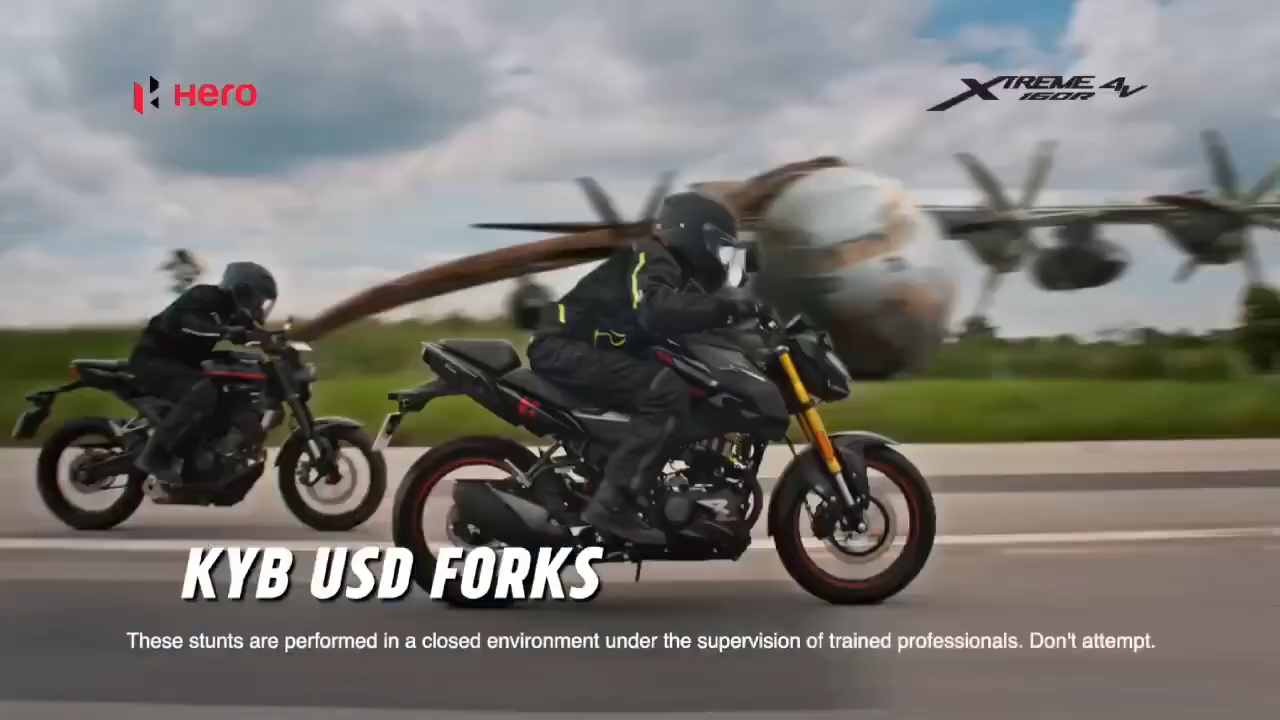 Hero
XTREME 4V
160R
KYB USD FORKS
These stunts are performed in a closed environment under the supervision of trained professionals. Don't attempt.